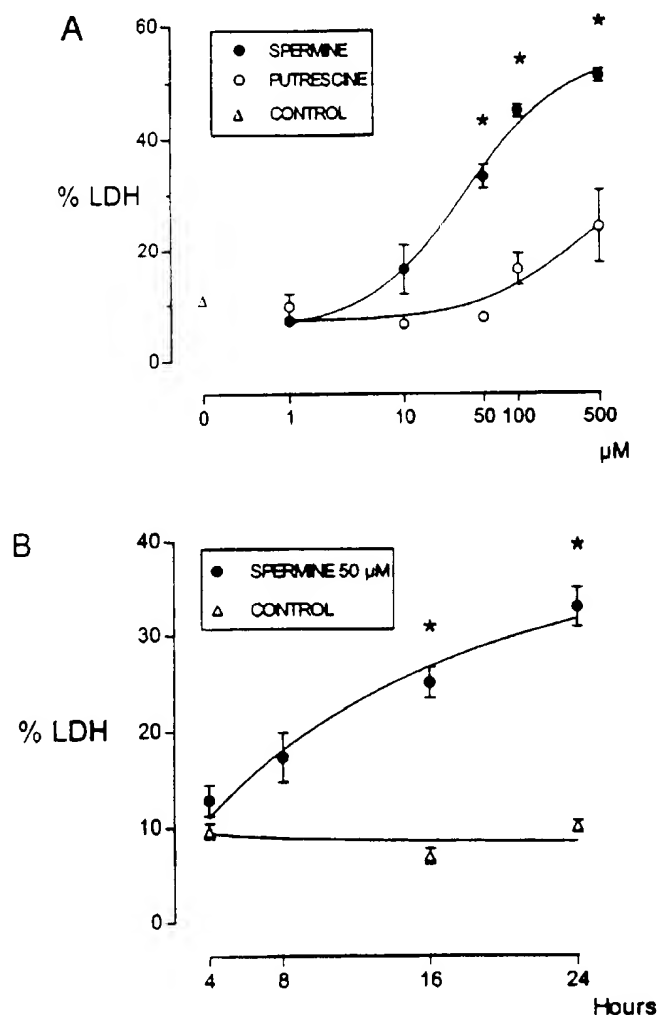 A
60
40
20
0
% LDH
● SPERMINE
○ PUTRESCINE
△ CONTROL
★ ★ ★
0 1 10 50 100 500
µM
B
40
30
20
10
0
% LDH
● SPERMINE 50 µM
△ CONTROL
★ ★
4 8 16 24
Hours